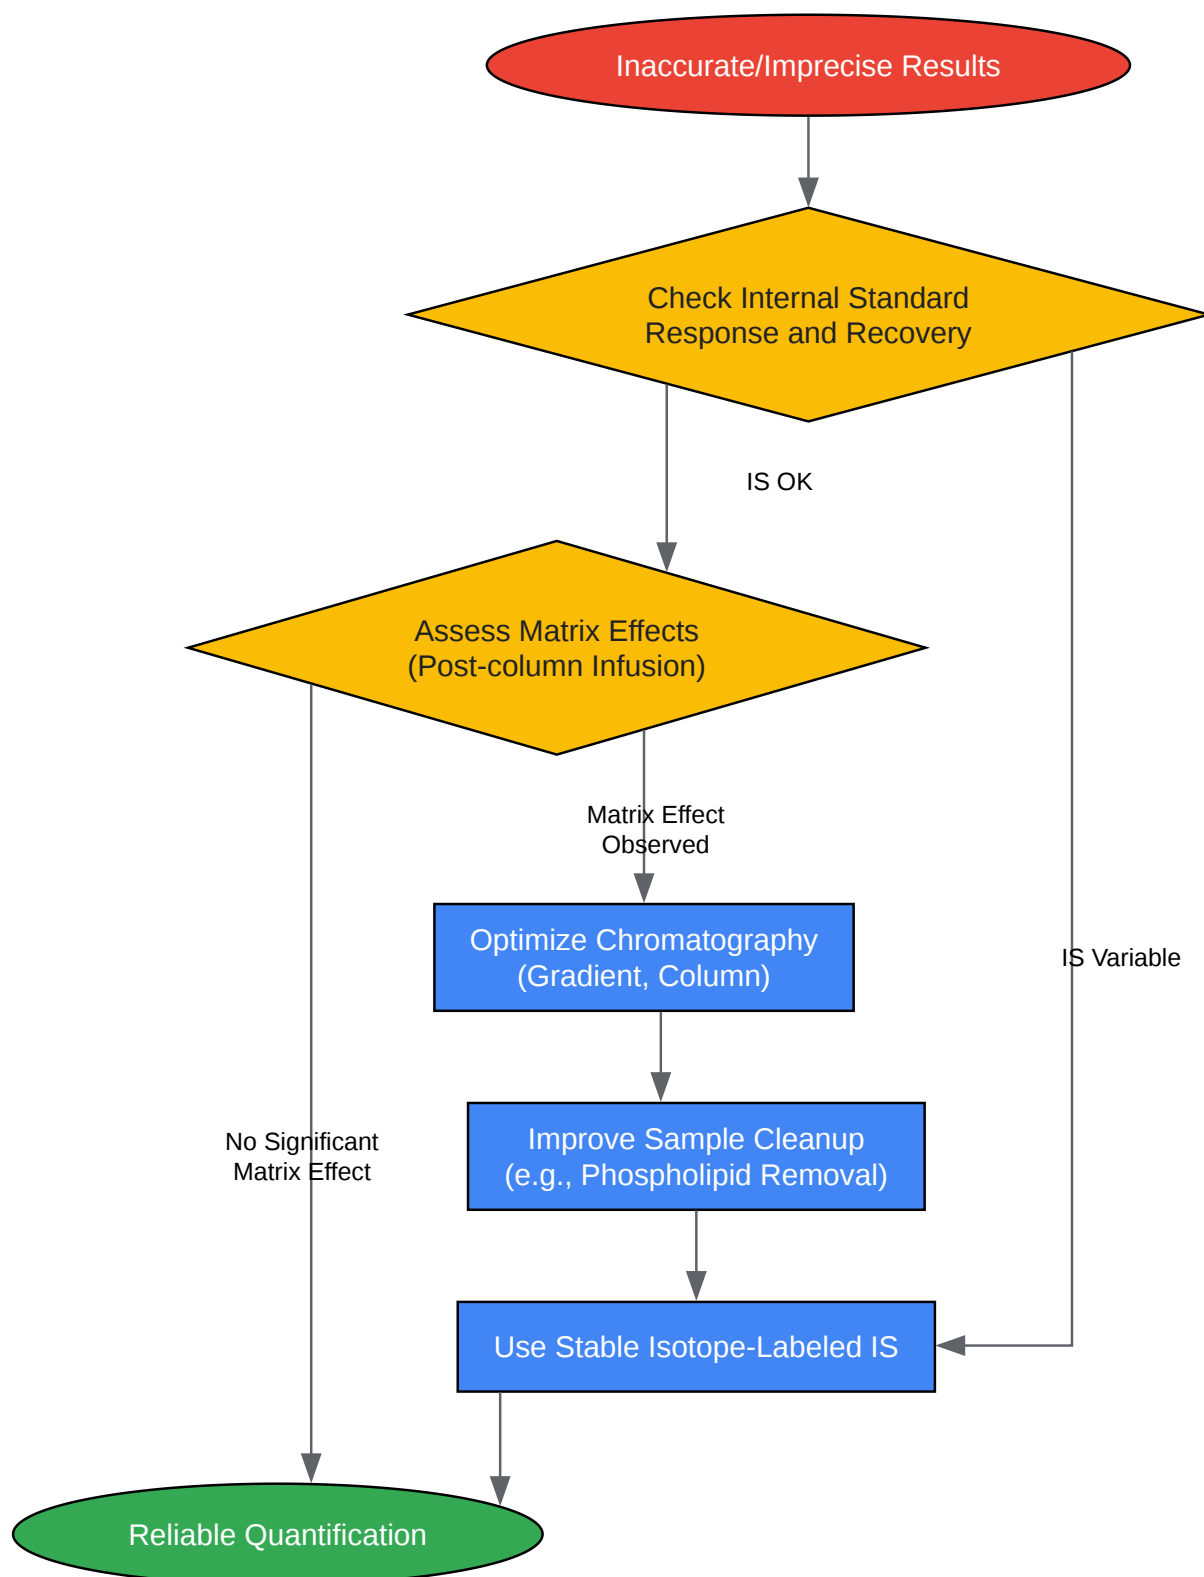 Inaccurate/Imprecise Results
Check Internal Standard
Response and Recovery
IS OK
Assess Matrix Effects
(Post-column Infusion)
Matrix Effect
Observed
Optimize Chromatography
(Gradient, Column)
IS Variable
No Significant
Matrix Effect
Improve Sample Cleanup
(e.g., Phospholipid Removal)
Use Stable Isotope-Labeled IS
Reliable Quantification